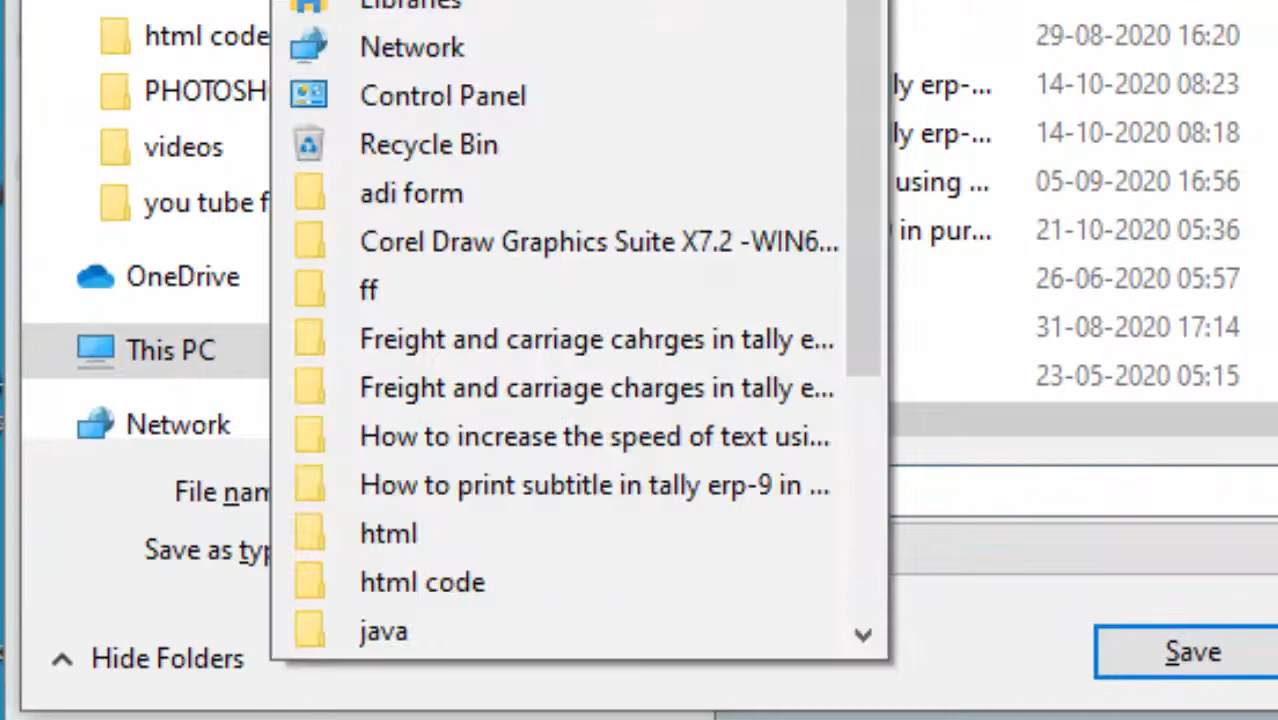 Libraries
html code
Network
29-08-2020 16:20
PHOTOSH
Control Panel
ly erp-...
14-10-2020 08:23
videos
Recycle Bin
ly erp-...
14-10-2020 08:18
you tube f
adi form
using ...
05-09-2020 16:56
Corel Draw Graphics Suite X7.2 -WIN6...
in pur...
21-10-2020 05:36
OneDrive
ff
26-06-2020 05:57
This PC
Freight and carriage cahrges in tally e...
31-08-2020 17:14
Freight and carriage charges in tally e...
23-05-2020 05:15
Network
How to increase the speed of text usi...
File nam
How to print subtitle in tally erp-9 in ...
html
Save as typ
html code
java
Hide Folders
Save